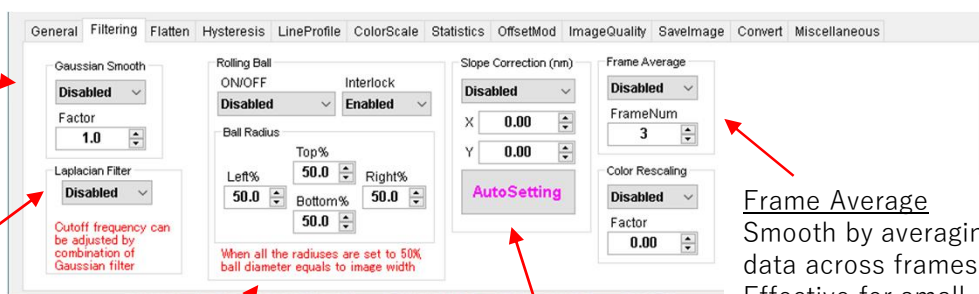 General Filtering Flatten Hysteresis LineProfile ColorScale Statistics OffsetMod ImageQuality SaveImage Convert Miscellaneous
Gaussian Smooth
Disabled
Factor
1.0
Laplacian Filter
Disabled
Cutoff frequency can
be adjusted by
combination of
Gaussian filter
Rolling Ball
ON/OFF Interlock
Disabled Enabled
Ball Radius
Top%
50.0
Left% Right%
50.0 50.0
Bottom%
50.0
When all the radiuses are set to 50%,
ball diameter equals to image width
Slope Correction (nm)
Disabled
X 0.00
Y 0.00
AutoSetting
Frame Average
Disabled
FrameNum
3
Color Rescaling
Disabled
Factor
0.00
Frame Average
Smooth by averagin
data across frames
Effective for small